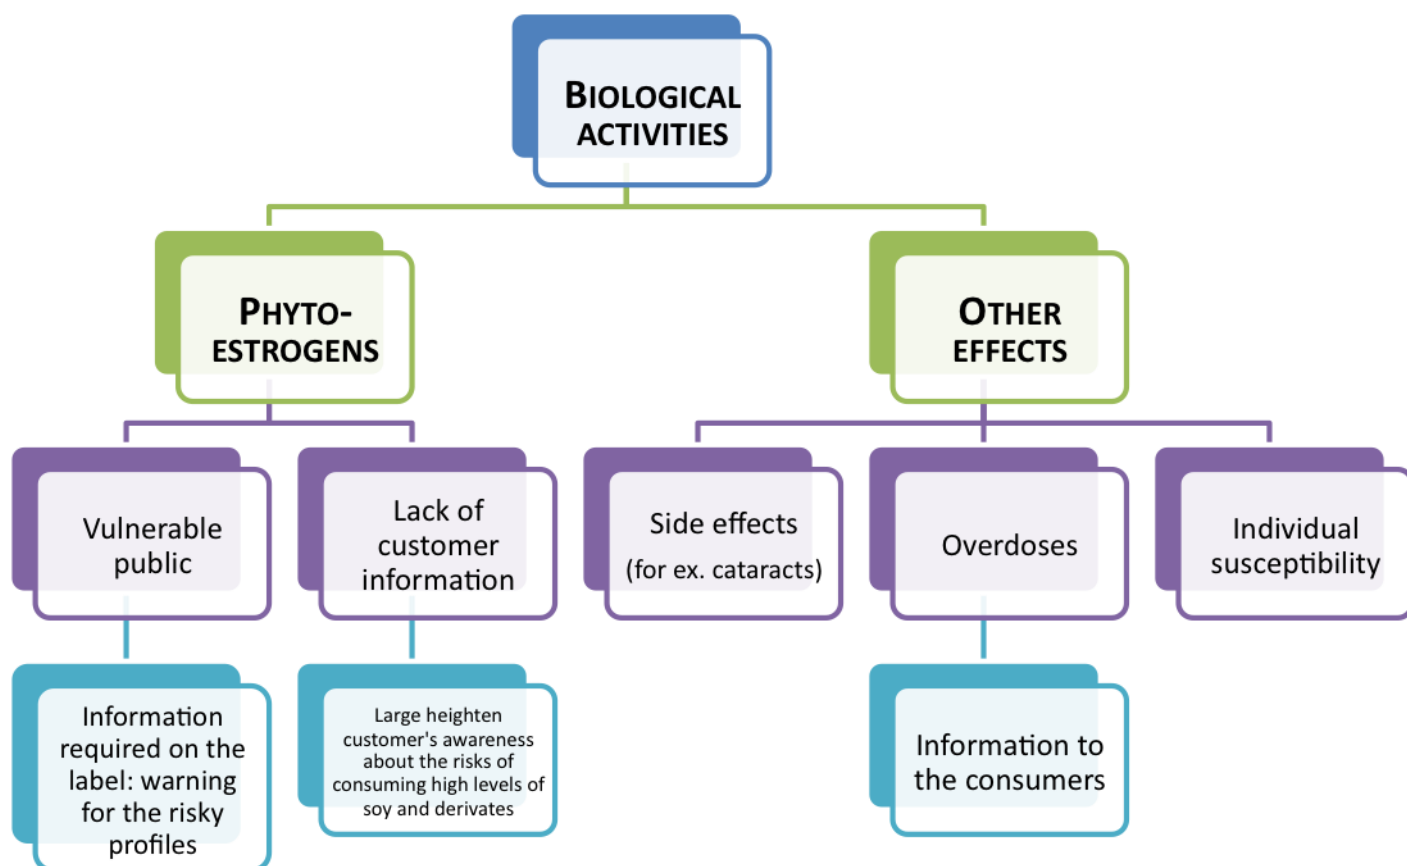 BIOLOGICAL
ACTIVITIES
PHYTO-
ESTROGENS
OTHER
EFFECTS
Vulnerable
public
Lack of
customer
information
Side effects
(for ex. cataracts)
Overdoses
Individual
susceptibility
Information
required on the
label: warning
for the risky
profiles
Large heighten
customer's awareness
about the risks of
consuming high levels of
soy and derivates
Information to
the consumers